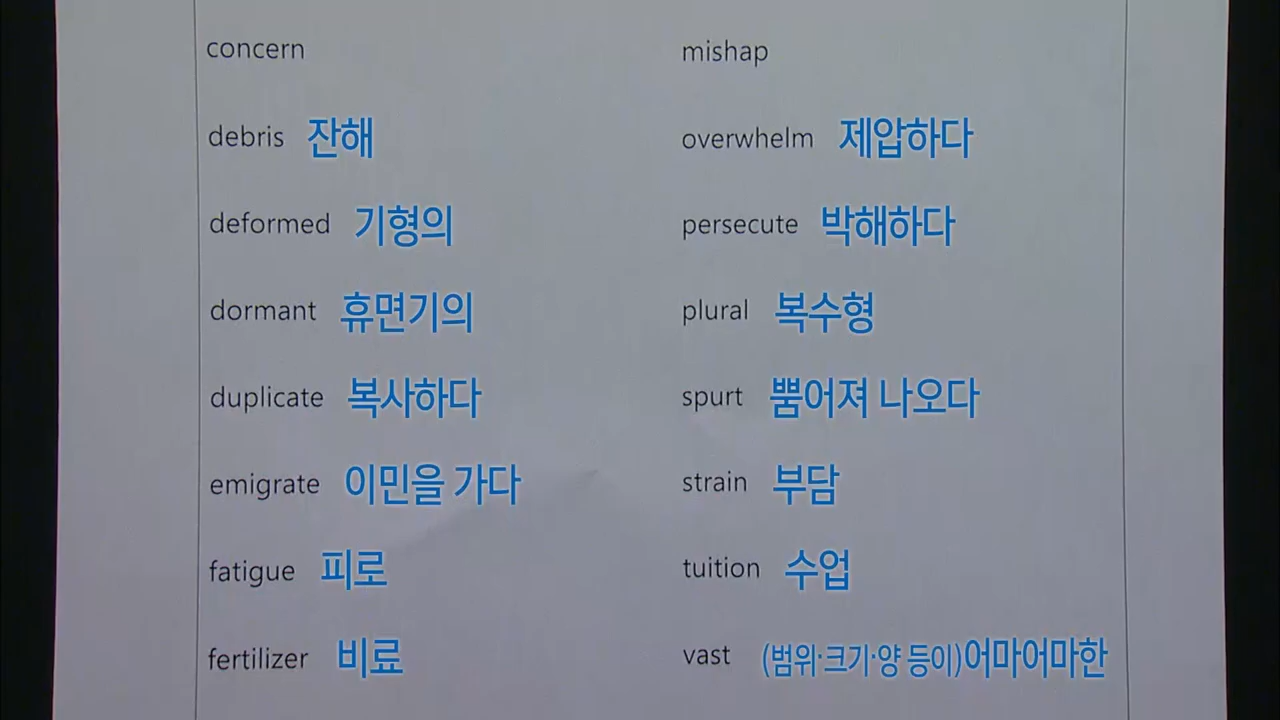 concern
debris 잔해
deformed 기형의
dormant 휴면기의
duplicate 복사하다
emigrate 이민을 가다
fatigue 피로
fertilizer 비료
mishap
overwhelm 제압하다
persecute 박해하다
plural 복수형
spurt 뿜어져 나오다
strain 부담
tuition 수업
vast (범위·크기·양 등이)어마어마한